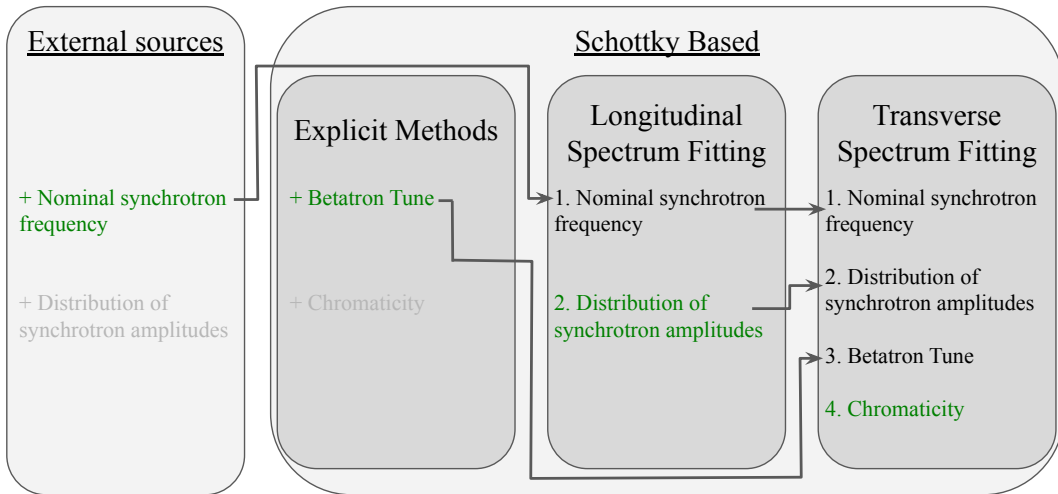 External sources
+ Nominal synchrotron
frequency
+ Distribution of
synchrotron amplitudes
Schottky Based
Explicit Methods
+ Betatron Tune
+ Chromaticity
Longitudinal
Spectrum Fitting
1. Nominal synchrotron
frequency
2. Distribution of
synchrotron amplitudes
Transverse
Spectrum Fitting
1. Nominal synchrotron
frequency
2. Distribution of
synchrotron amplitudes
3. Betatron Tune
4. Chromaticity